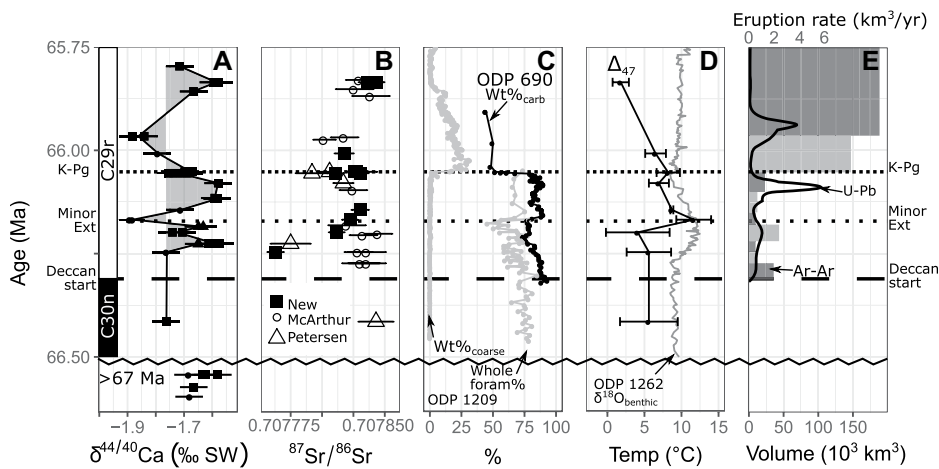 Eruption rate (km³/yr)
0 2 4 6
A
B
C
D
E
65.75
66.00
66.50
Age (Ma)
C29r
C30n
K-Pg
Minor
Ext
Deccan
start
>67 Ma
New
McArthur
Petersen
ODP 690
Wt%carb
Wt%coarse
Whole
foram%
ODP 1209
Δ47
ODP 1262
δ¹⁸Obenthic
U-Pb
Ar-Ar
K-Pg
Minor
Ext
Deccan
start
−1.9 −1.7
0.707775 0.707850
0 25 50 75 100
0 5 10 15
0 50 100 150
δ⁴⁴/⁴⁰Ca (‰ SW)
⁸⁷Sr/⁸⁶Sr
%
Temp (°C)
Volume (10³ km³)